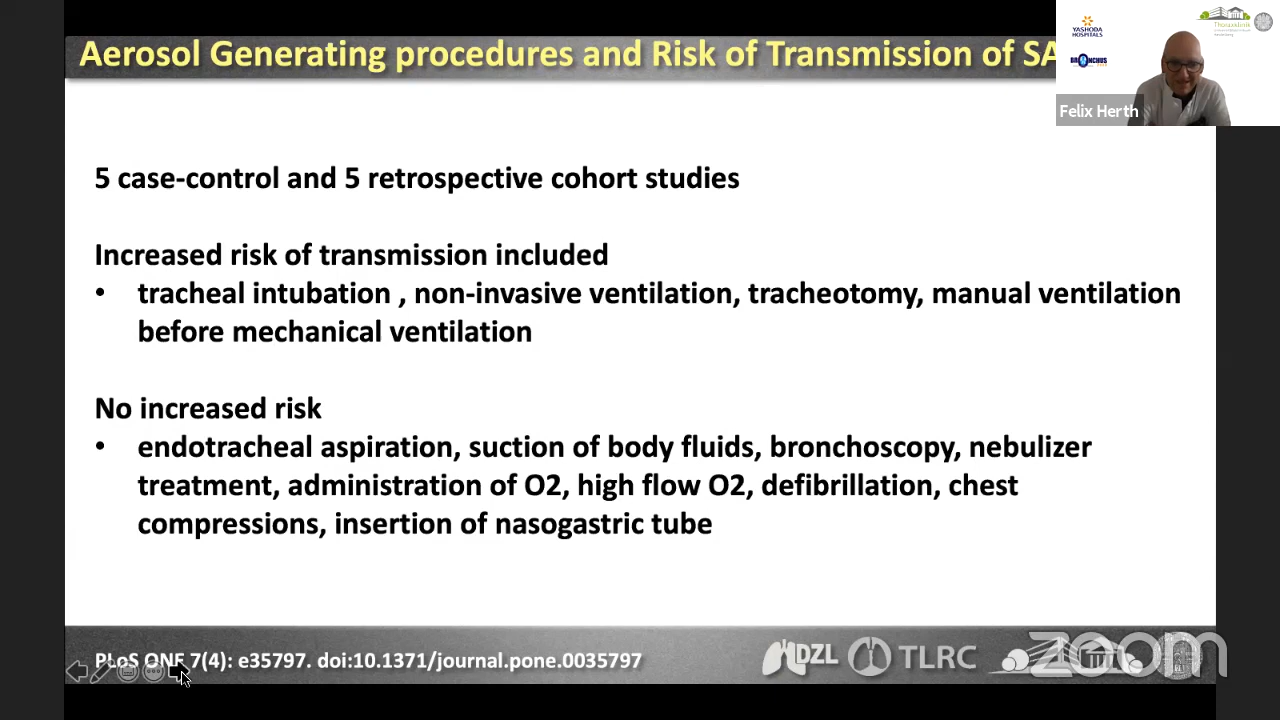 Aerosol Generating procedures and Risk of Transmission of SA
YASHODA
HOSPITALS
BRONCHUS
Felix Herth
5 case-control and 5 retrospective cohort studies
Increased risk of transmission included
• tracheal intubation , non-invasive ventilation, tracheotomy, manual ventilation
before mechanical ventilation
No increased risk
• endotracheal aspiration, suction of body fluids, bronchoscopy, nebulizer
treatment, administration of O2, high flow O2, defibrillation, chest
compressions, insertion of nasogastric tube
PLoS ONE 7(4): e35797. doi:10.1371/journal.pone.0035797
DZL
TLRC
zoom